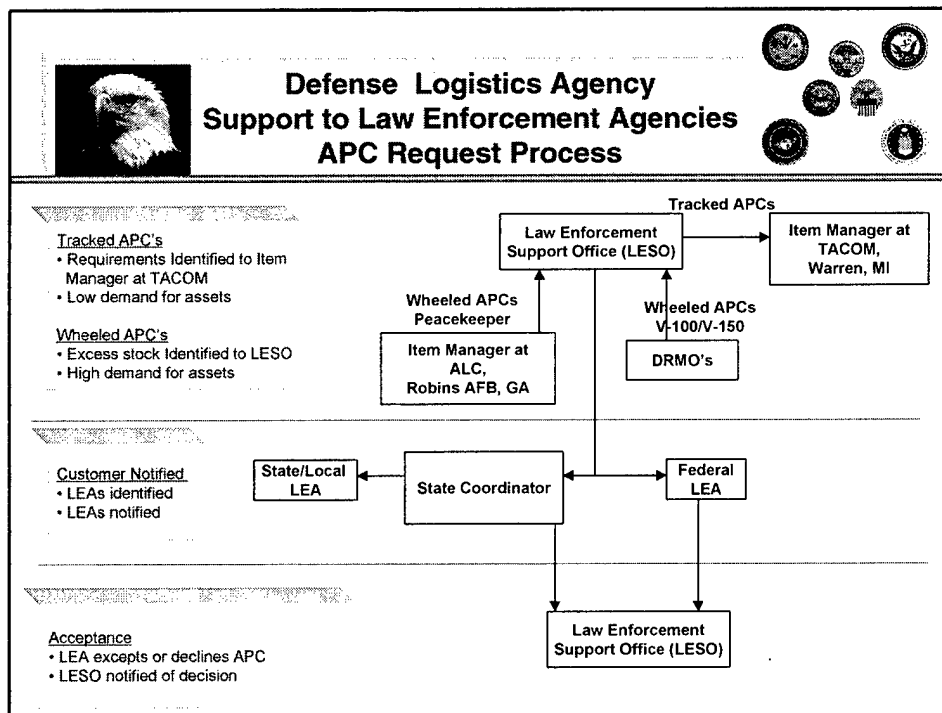 Defense Logistics Agency
Support to Law Enforcement Agencies
APC Request Process
Tracked APC's
• Requirements Identified to Item
Manager at TACOM
• Low demand for assets
Wheeled APC's
• Excess stock Identified to LESO
• High demand for assets
Law Enforcement
Support Office (LESO)
Tracked APCs
Item Manager at
TACOM,
Warren, MI
Wheeled APCs
Peacekeeper
Item Manager at
ALC,
Robins AFB, GA
Wheeled APCs
V-100/V-150
DRMO's
Customer Notified
• LEAs identified
• LEAs notified
State/Local
LEA
State Coordinator
Federal
LEA
Acceptance
• LEA excepts or declines APC
• LESO notified of decision
Law Enforcement
Support Office (LESO)